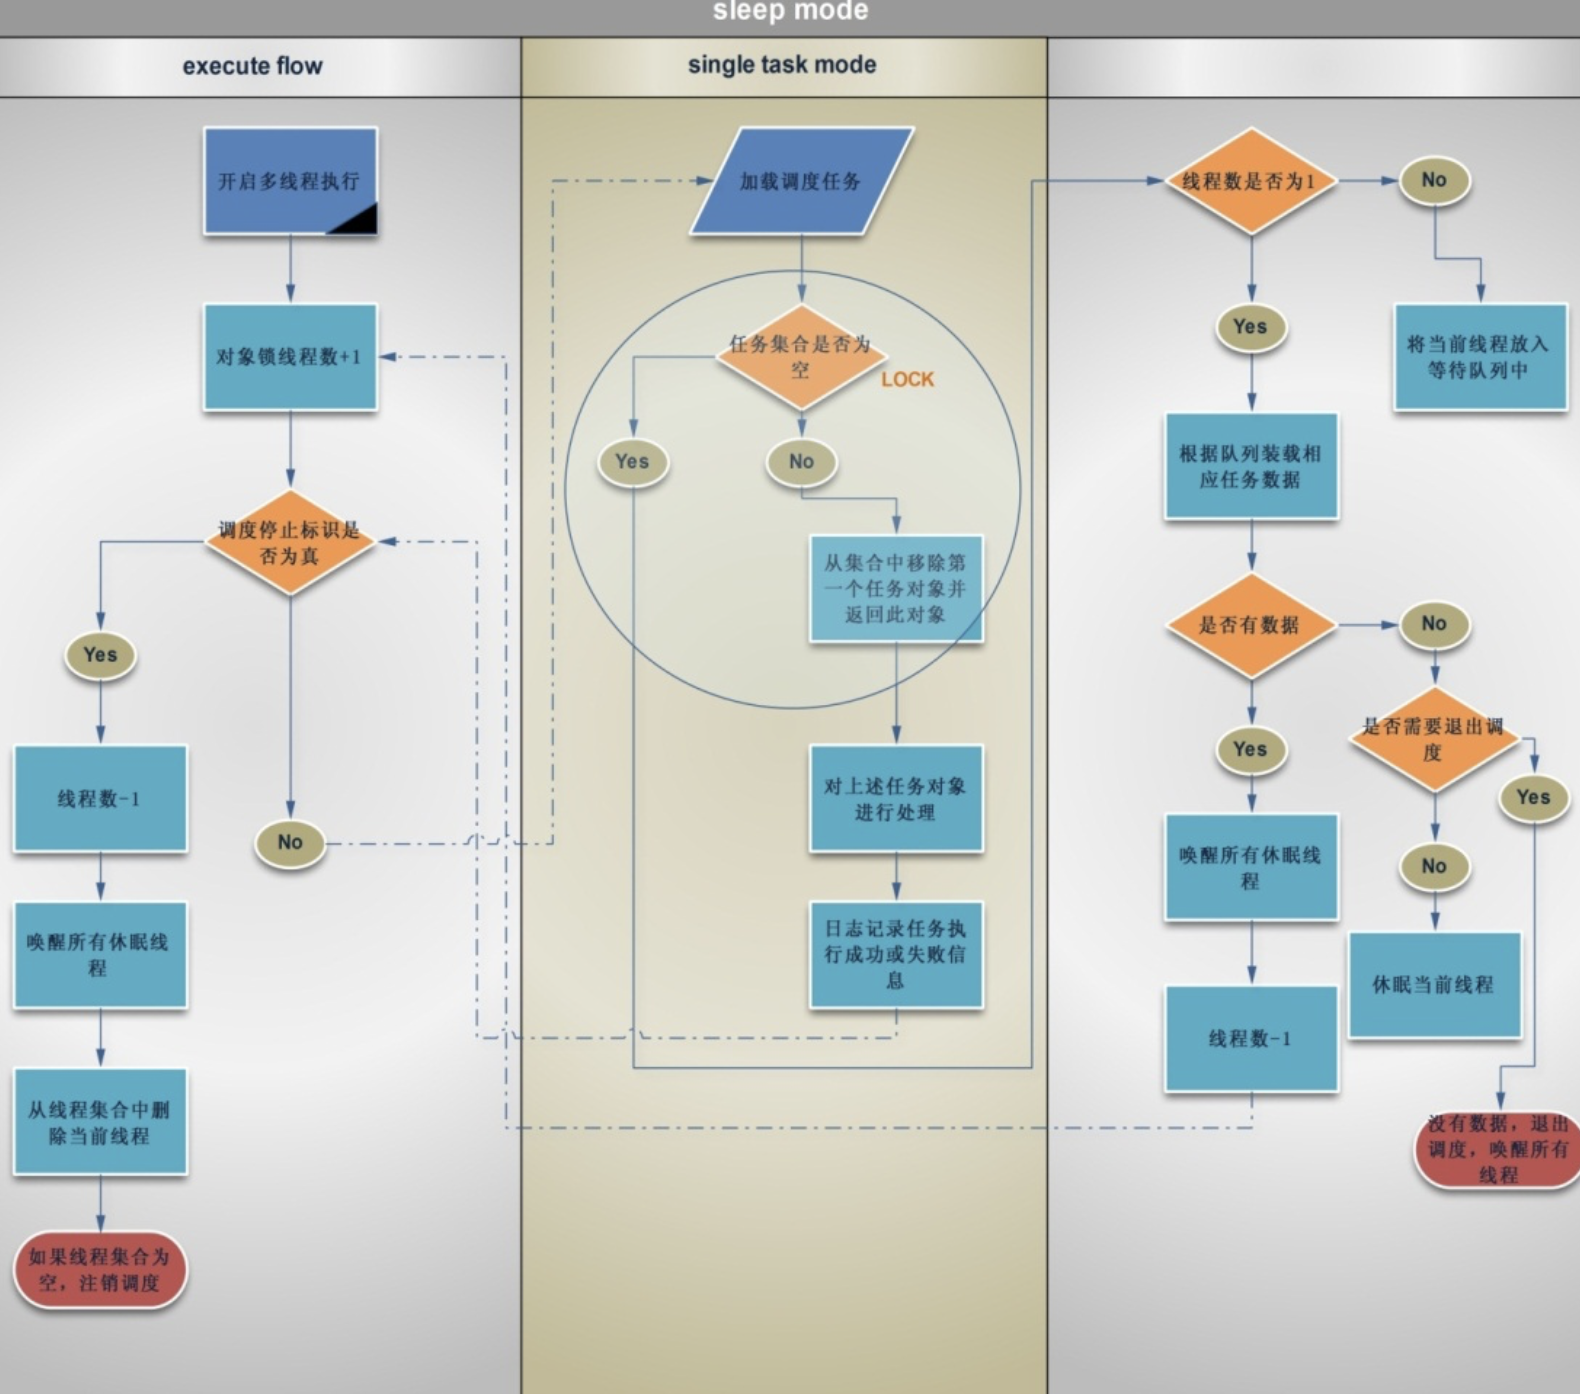 sleep mode
execute flow
single task mode
开启多线程执行
对象锁线程数+1
调度停止标识是
否为真
Yes
No
线程数-1
唤醒所有休眠线
程
从线程集合中删
除当前线程
如果线程集合为
空，注销调度
加载调度任务
任务集合是否为
空
LOCK
Yes
No
从集合中移除第
一个任务对象并
返回此对象
对上述任务对象
进行处理
日志记录任务执
行成功或失败信
息
线程数是否为1
No
Yes
将当前线程放入
等待队列中
根据队列装载相
应任务数据
是否有数据
No
Yes
是否需要退出调
度
Yes
No
唤醒所有休眠线
程
休眠当前线程
线程数-1
没有数据，退出
调度，唤醒所有
线程